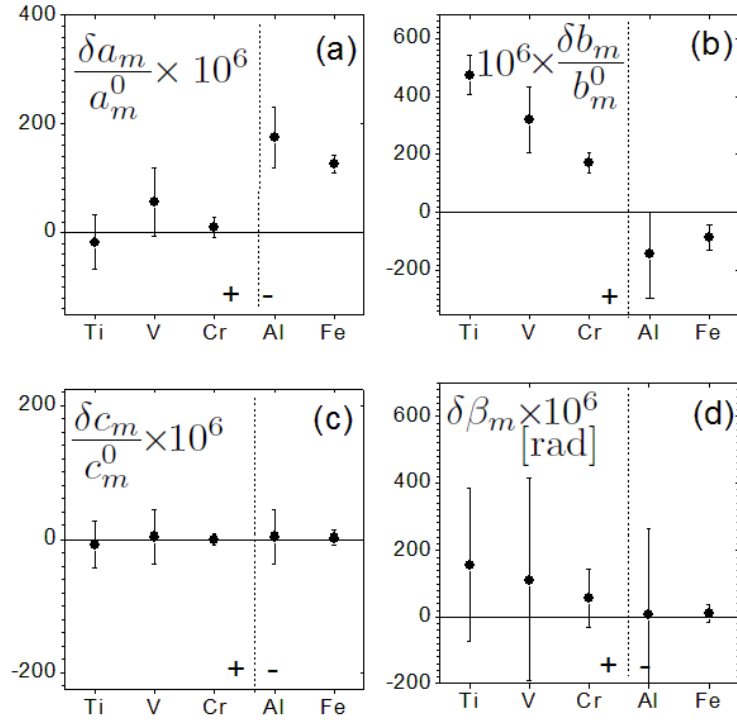 400
200
0
δa_m / a_m^0 × 10^6
(a)
+ -
Ti V Cr Al Fe
600
400
200
0
-200
10^6 × δb_m / b_m^0
(b)
+
Ti V Cr Al Fe
200
0
-200
δc_m / c_m^0 ×10^6
(c)
+ -
Ti V Cr Al Fe
600
400
200
0
-200
δβ_m×10^6
[rad]
(d)
+ -
Ti V Cr Al Fe